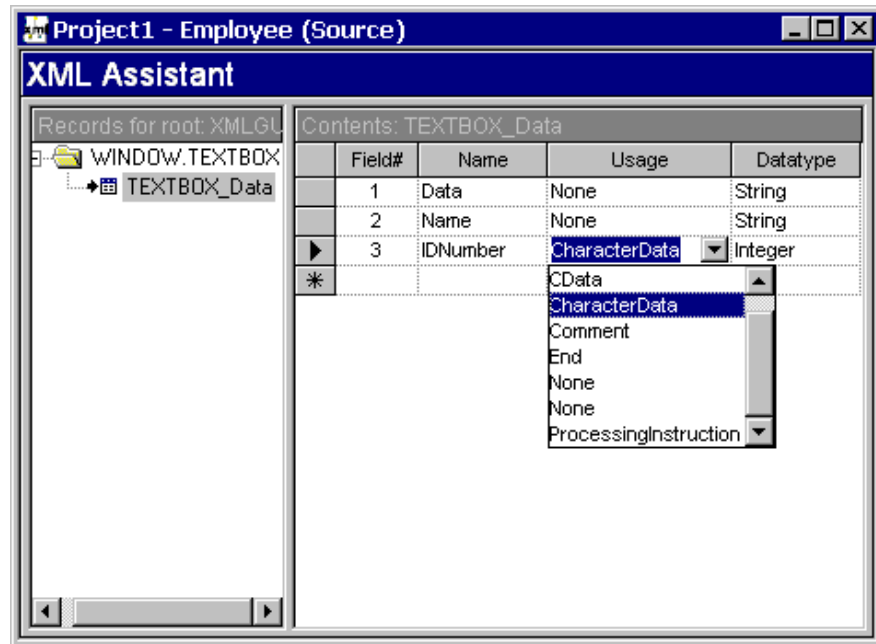 Project1 - Employee (Source)
XML Assistant
Records for root: XMLGU
WINDOW.TEXTBOX
TEXTBOX_Data
Contents: TEXTBOX_Data
Field# Name Usage Datatype
1 Data None String
2 Name None String
3 IDNumber CharacterData Integer
CData
CharacterData
Comment
End
None
None
ProcessingInstruction